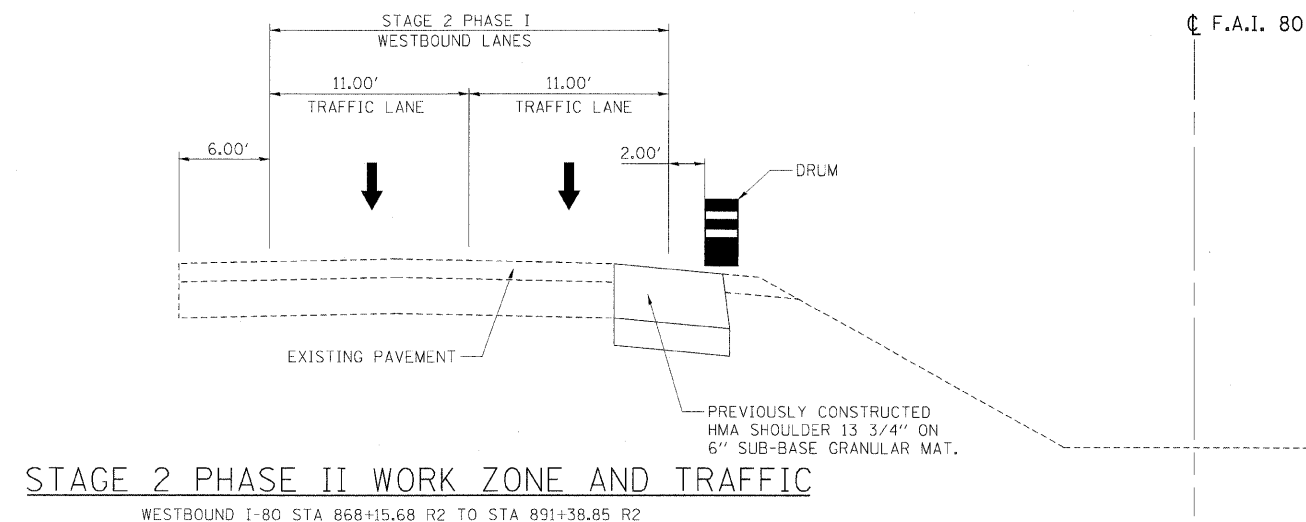 STAGE 2 PHASE I
WESTBOUND LANES
℄ F.A.I. 80
11.00' 11.00'
TRAFFIC LANE TRAFFIC LANE
6.00' 2.00'
DRUM
EXISTING PAVEMENT
PREVIOUSLY CONSTRUCTED
HMA SHOULDER 13 3/4" ON
6" SUB-BASE GRANULAR MAT.
STAGE 2 PHASE II WORK ZONE AND TRAFFIC
WESTBOUND I-80 STA 868+15.68 R2 TO STA 891+38.85 R2